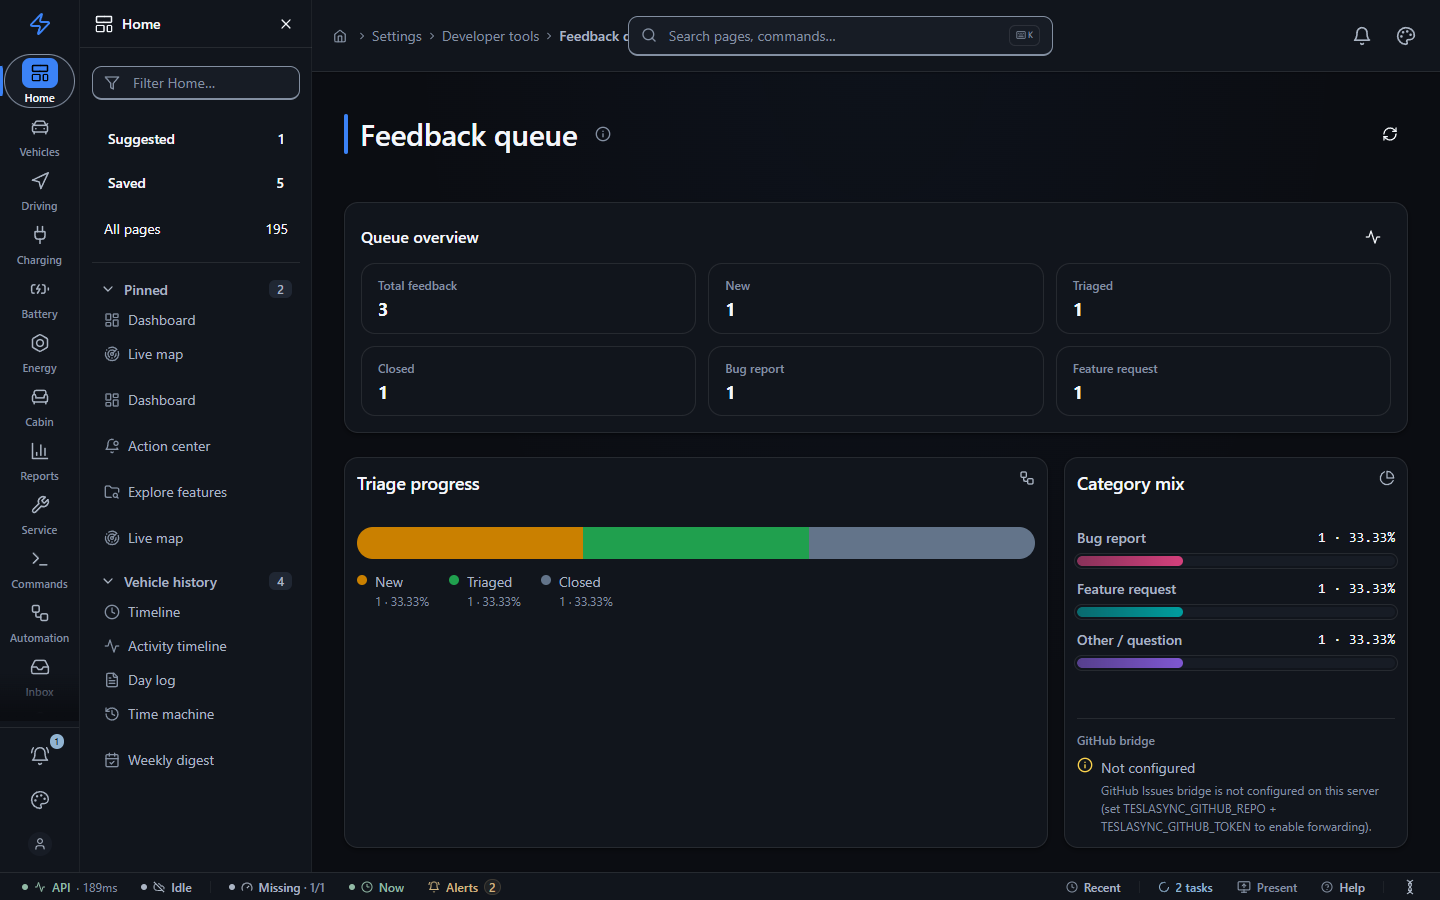 Home
Vehicles
Driving
Charging
Battery
Energy
Cabin
Reports
Service
Commands
Automation
Inbox
1
Home
Filter Home...
Suggested 1
Saved 5
All pages 195
Pinned 2
Dashboard
Live map
Dashboard
Action center
Explore features
Live map
Vehicle history 4
Timeline
Activity timeline
Day log
Time machine
Weekly digest
Settings Developer tools Feedback
Search pages, commands... K
Feedback queue
Queue overview
Total feedback
3
New
1
Triaged
1
Closed
1
Bug report
1
Feature request
1
Triage progress
New
1 · 33.33%
Triaged
1 · 33.33%
Closed
1 · 33.33%
Category mix
Bug report 1 · 33.33%
Feature request 1 · 33.33%
Other / question 1 · 33.33%
GitHub bridge
Not configured
GitHub Issues bridge is not configured on this server
(set TESLASYNC_GITHUB_REPO +
TESLASYNC_GITHUB_TOKEN to enable forwarding).
API · 189ms Idle Missing · 1/1 Now Alerts 2 Recent 2 tasks Present Help